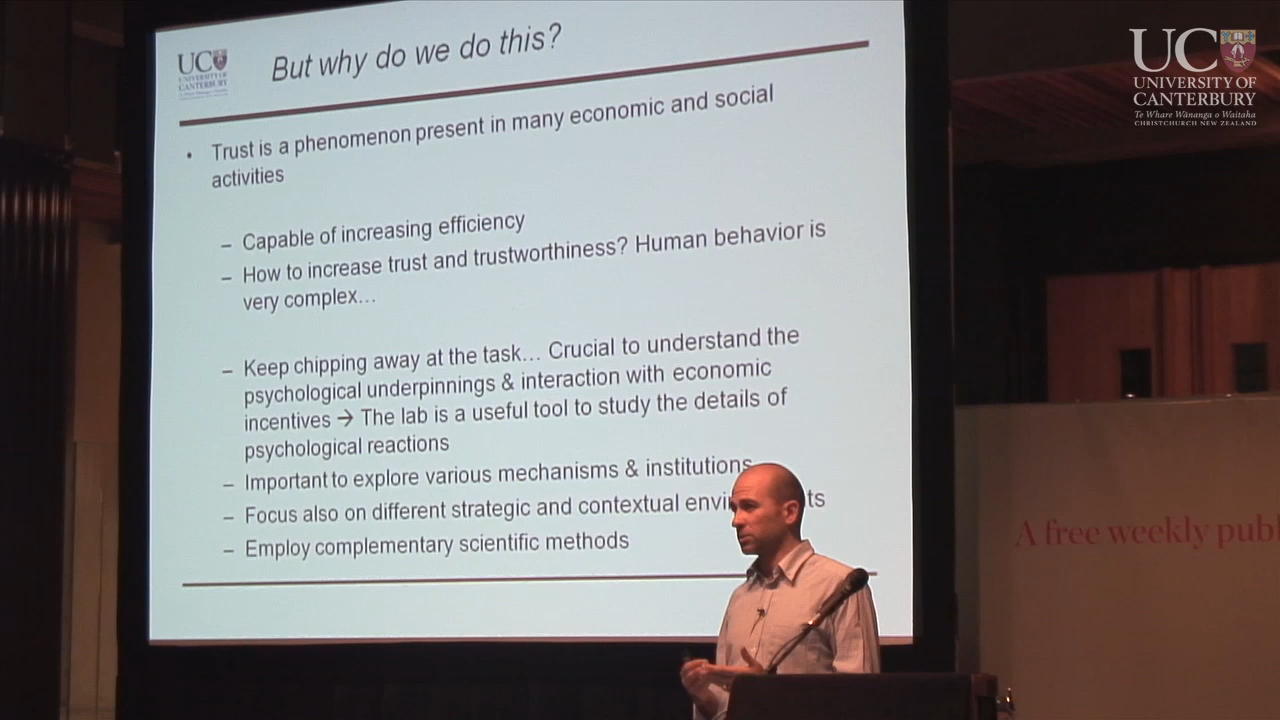 But why do we do this?
UC
UNIVERSITY OF
CANTERBURY
• Trust is a phenomenon present in many economic and social
activities
– Capable of increasing efficiency
– How to increase trust and trustworthiness? Human behavior is
very complex…
– Keep chipping away at the task… Crucial to understand the
psychological underpinnings & interaction with economic
incentives → The lab is a useful tool to study the details of
psychological reactions
– Important to explore various mechanisms & institutions
– Focus also on different strategic and contextual
– Employ complementary scientific methods
UC
UNIVERSITY OF
CANTERBURY
Te Whare Wānanga o Waitaha
CHRISTCHURCH NEW ZEALAND
A free weekly